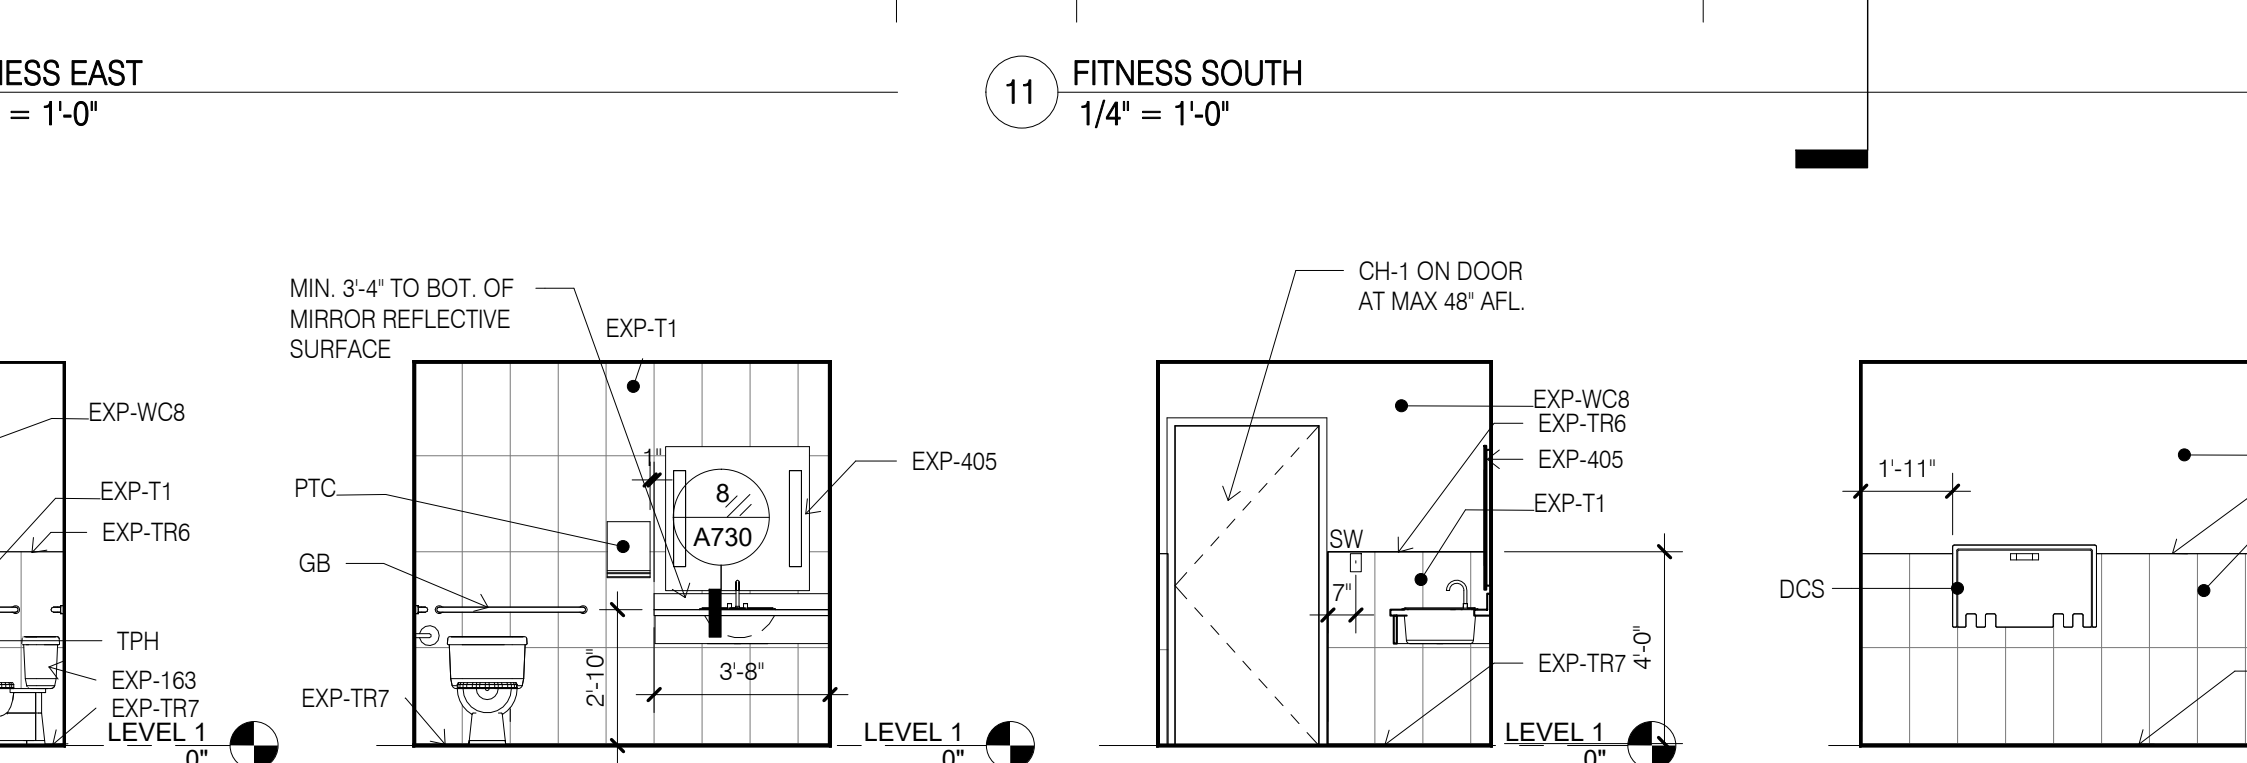 NESS EAST
= 1'-0"
11
FITNESS SOUTH
1/4" = 1'-0"
EXP-WC8
EXP-T1
EXP-TR6
TPH
EXP-163
EXP-TR7
LEVEL 1
0"
MIN. 3'-4" TO BOT. OF
MIRROR REFLECTIVE
SURFACE
EXP-T1
PTC
GB
EXP-TR7
1"
8
A730
EXP-405
2'-10"
3'-8"
LEVEL 1
0"
CH-1 ON DOOR
AT MAX 48" AFL.
EXP-WC8
EXP-TR6
EXP-405
EXP-T1
SW
7"
EXP-TR7
4'-0"
LEVEL 1
0"
1'-11"
DCS